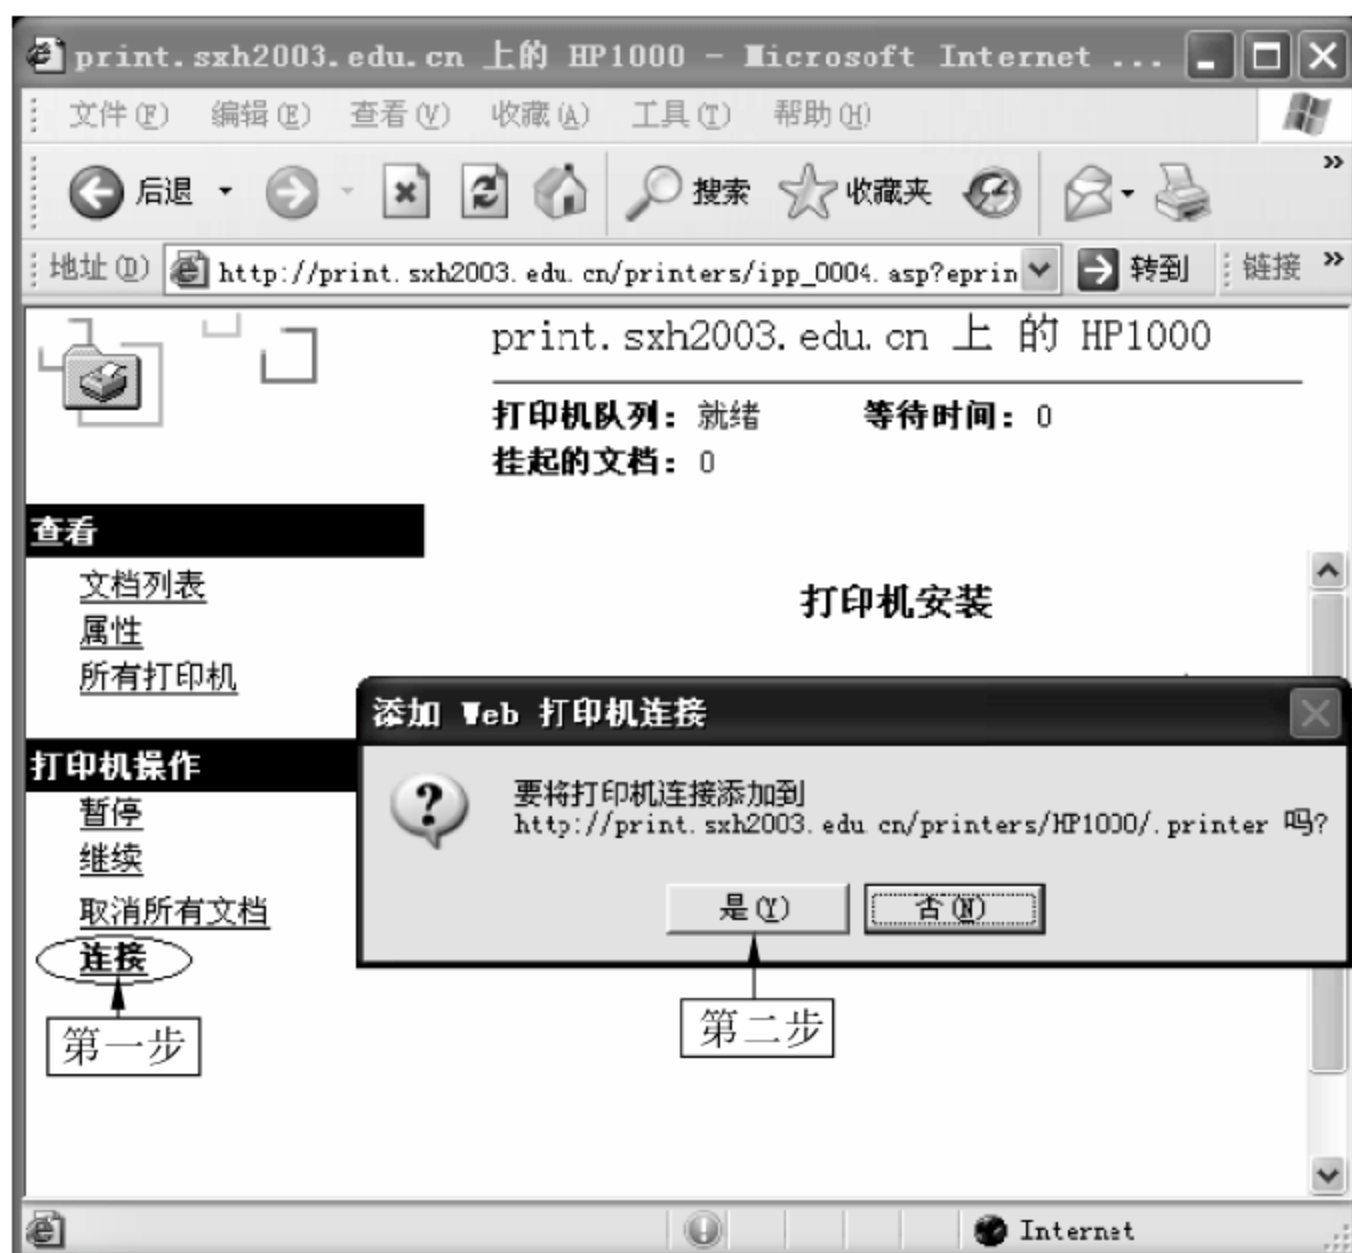 print.sxh2003.edu.cn 上的 HP1000 - Microsoft Internet ...
文件(F) 编辑(E) 查看(V) 收藏(A) 工具(T) 帮助(H)
后退 搜索 收藏夹 »
地址(D) http://print.sxh2003.edu.cn/printers/ipp_0004.asp?eprin 转到 链接 »
print.sxh2003.edu.cn 上 的 HP1000
打印机队列: 就绪 等待时间: 0
挂起的文档: 0
查看
文档列表
属性
所有打印机
打印机安装
打印机操作
暂停
继续
取消所有文档
连接
第一步
添加 Web 打印机连接
要将打印机连接添加到
http://print.sxh2003.edu.cn/printers/HP1000/.printer 吗?
是(Y) 否(N)
第二步
Internet